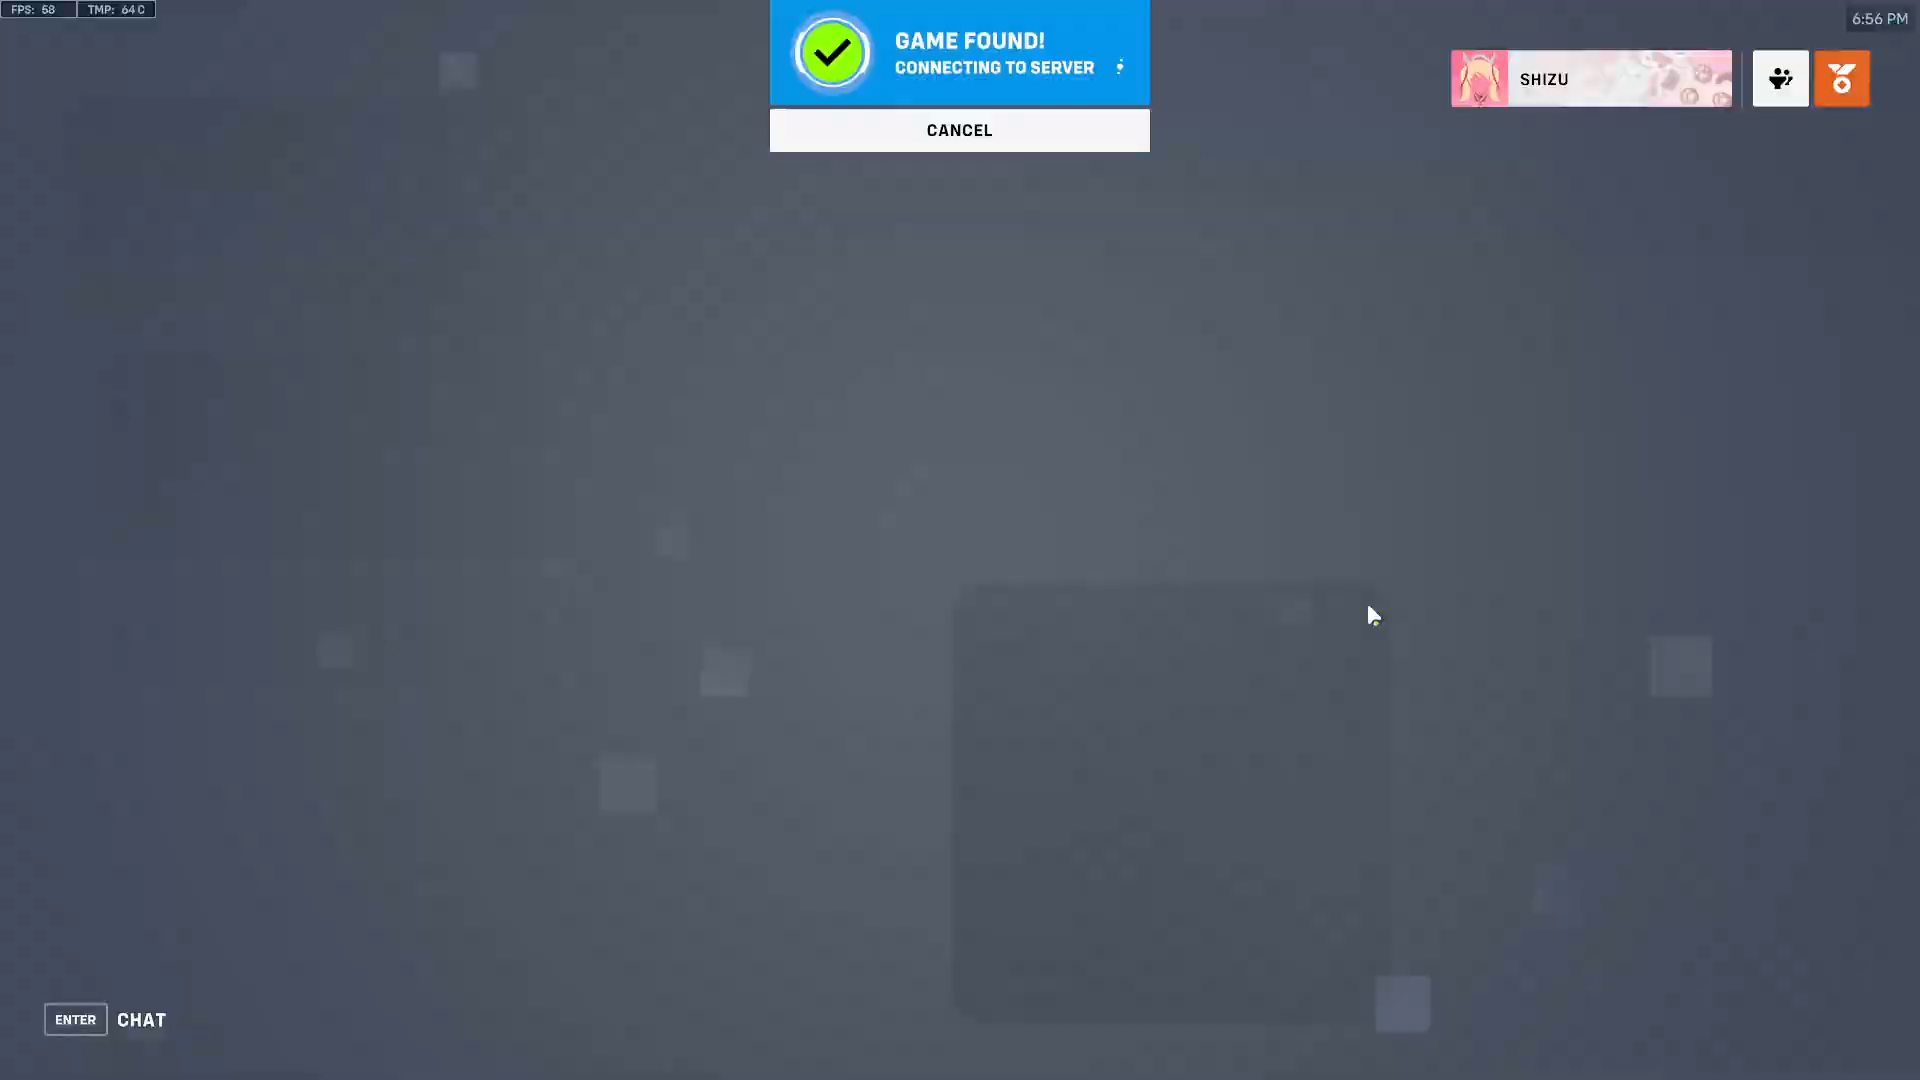 FPS: 58
TMP: 64 C
GAME FOUND!
CONNECTING TO SERVER
CANCEL
6:56 PM
SHIZU
ENTER
CHAT